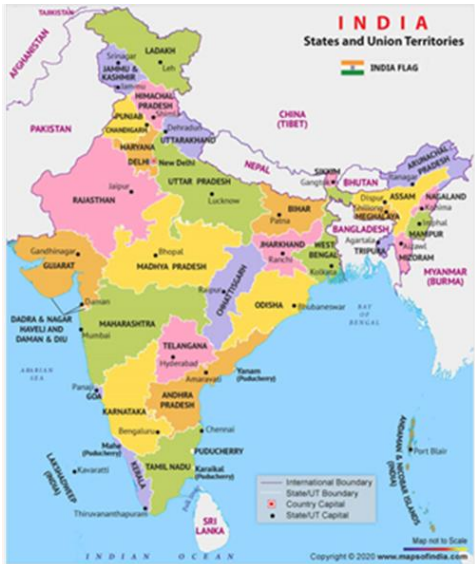 INDIA
States and Union Territories
INDIA FLAG
TAJIKISTAN
AFGHANISTAN
PAKISTAN
CHINA
(TIBET)
NEPAL
BHUTAN
BANGLADESH
MYANMAR
(BURMA)
SRI
LANKA
LADAKH
Leh
Srinagar
JAMMU &
KASHMIR
Jammu
HIMACHAL
PRADESH
Shimla
PUNJAB
CHANDIGARH
Dehradun
UTTARAKHAND
HARYANA
DELHI
New Delhi
RAJASTHAN
Jaipur
UTTAR PRADESH
Lucknow
BIHAR
Patna
SIKKIM
Gangtok
ARUNACHAL
PRADESH
Itanagar
Dispur
ASSAM
NAGALAND
Kohima
Shillong
MEGHALAYA
Imphal
MANIPUR
Agartala
TRIPURA
Aizawl
MIZORAM
Gandhinagar
GUJARAT
Bhopal
MADHYA PRADESH
JHARKHAND
Ranchi
WEST
BENGAL
Kolkata
Raipur
CHHATTISGARH
ODISHA
Bhubaneswar
Daman
DADRA & NAGAR
HAVELI AND
DAMAN & DIU
MAHARASHTRA
Mumbai
TELANGANA
Hyderabad
Amaravati
Yanam
(Puducherry)
ANDHRA
PRADESH
Panaji
GOA
KARNATAKA
Bengaluru
Chennai
Mahe
(Puducherry)
PUDUCHERRY
Karaikal
(Puducherry)
TAMIL NADU
KERALA
Thiruvananthapuram
LAKSHADWEEP
(INDIA)
Kavaratti
ANDAMAN & NICOBAR ISLANDS
(INDIA)
Port Blair
ARABIAN
SEA
BAY
OF
BENGAL
INDIAN OCEAN
International Boundary
State/UT Boundary
Country Capital
State/UT Capital
Map not to Scale
Copyright © 2020 www.mapsofindia.com